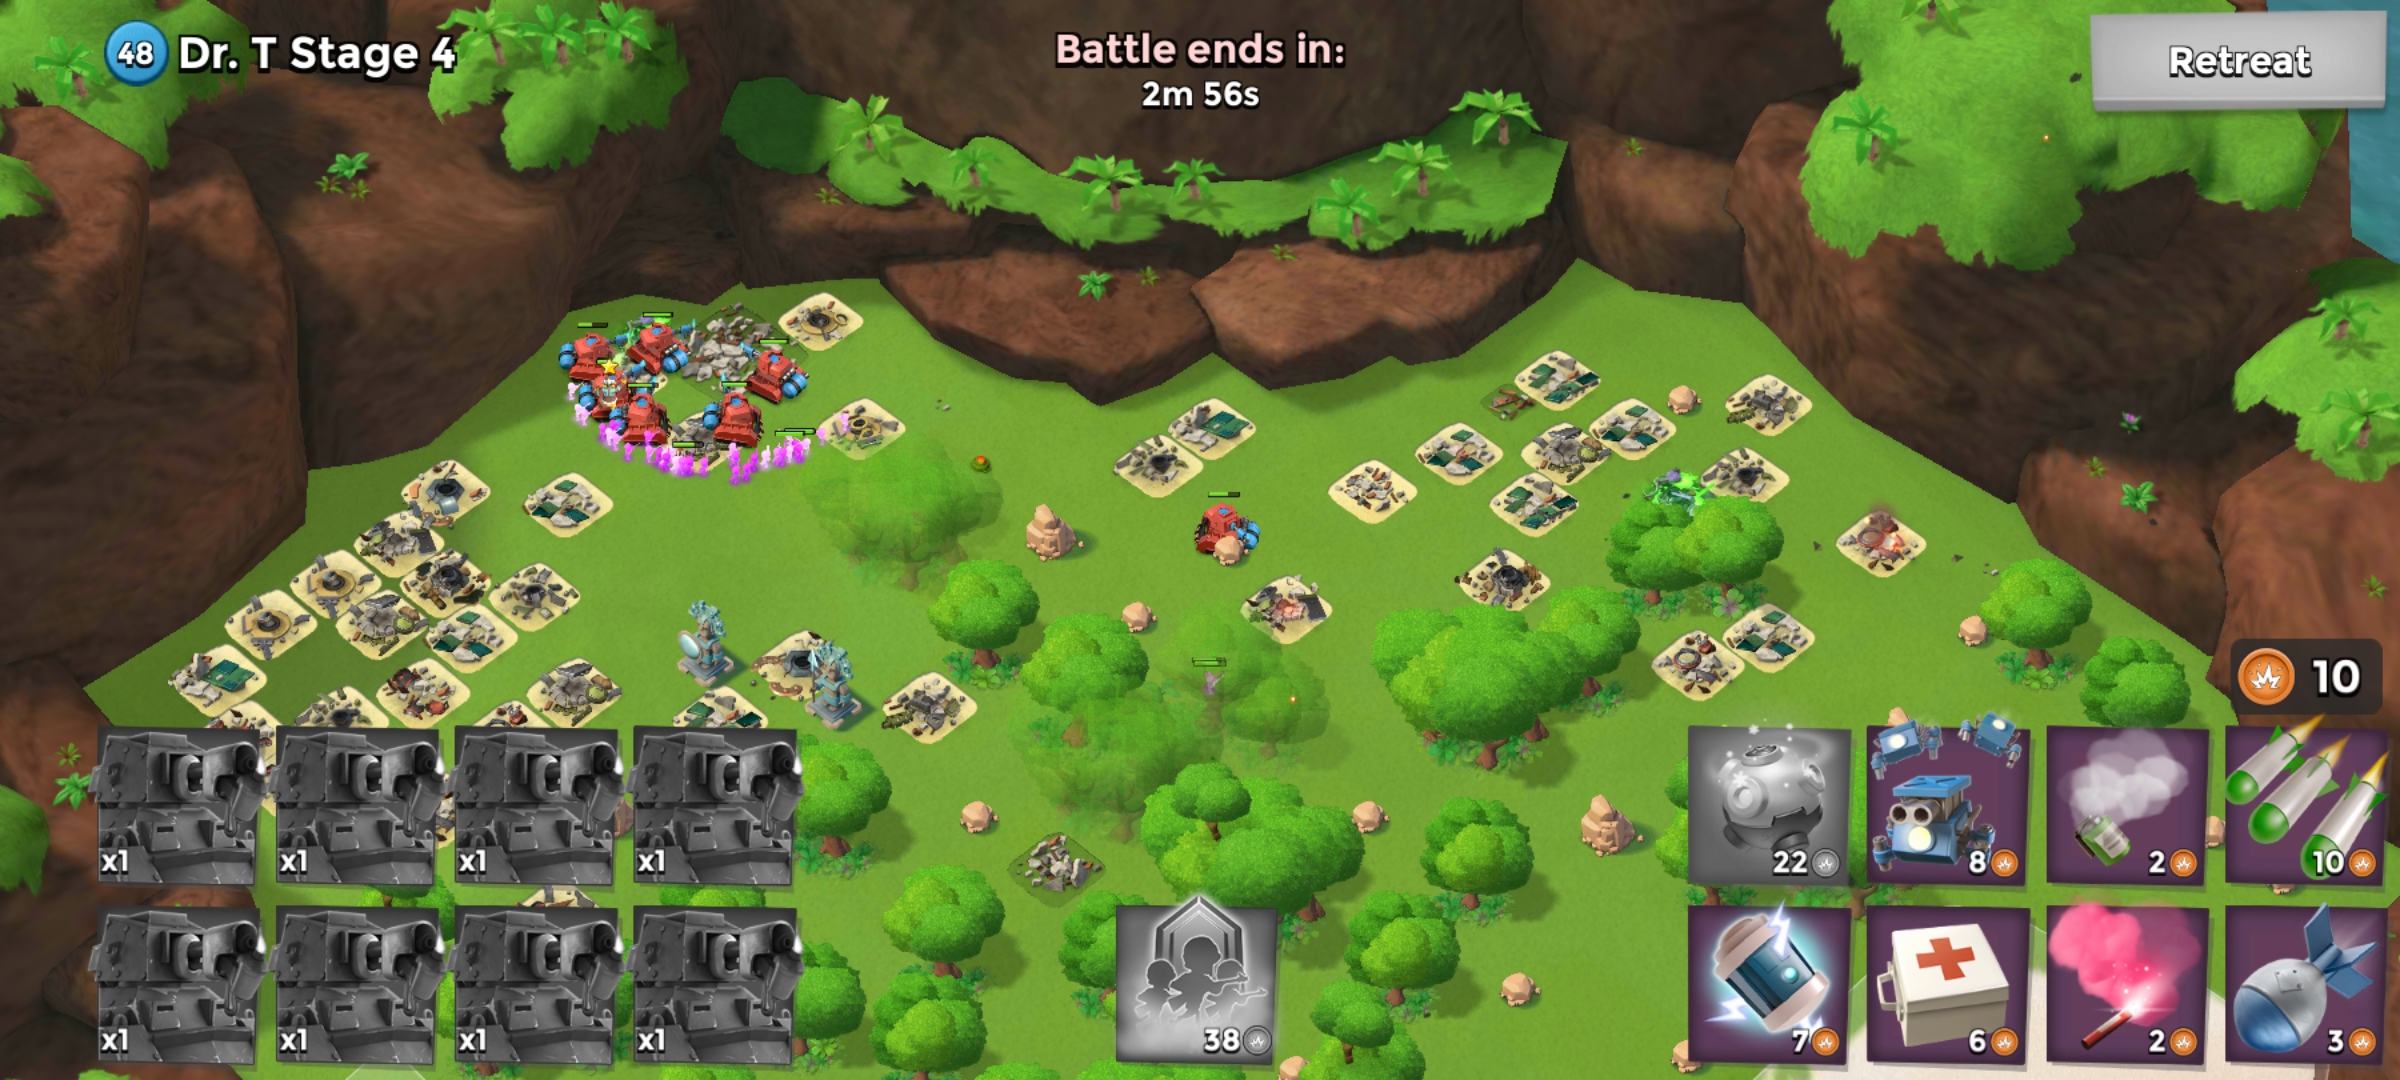 48 Dr. T Stage 4
Battle ends in:
2m 56s
Retreat
10
x1 x1 x1 x1
22 8 2 10
x1 x1 x1 x1
38
7 6 2 3